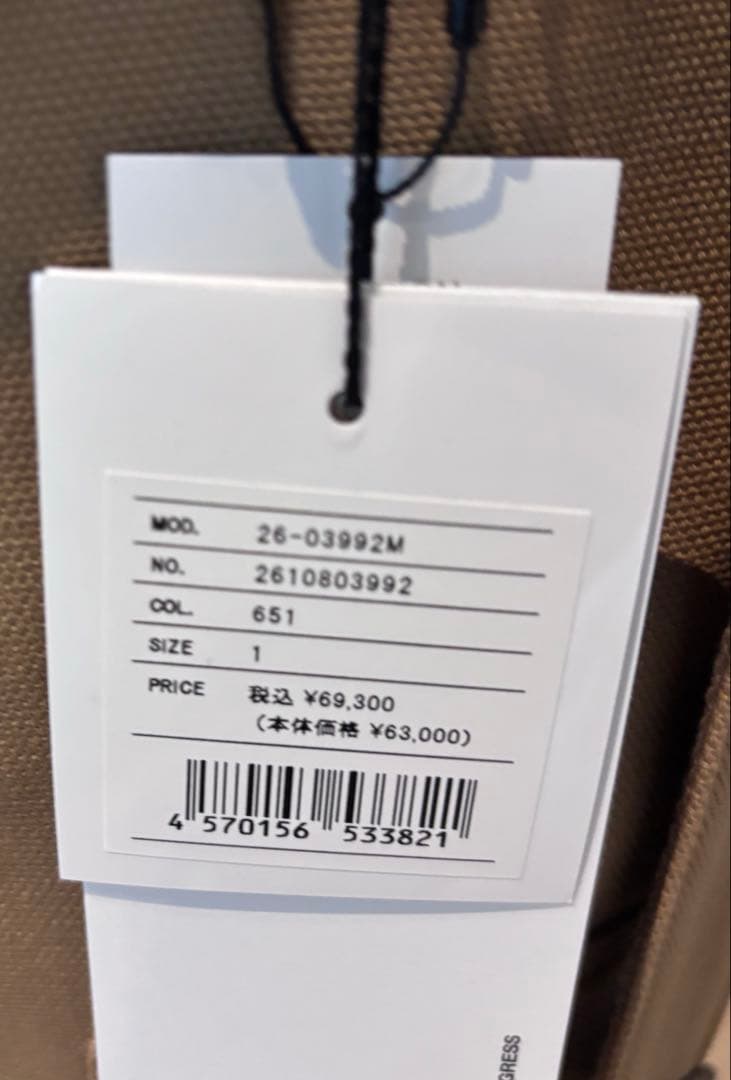 MOD. 26-03992M
NO. 2610803992
COL. 651
SIZE 1
PRICE 税込 ¥69,300
(本体価格 ¥63,000)
4 570156 533821
GRESS